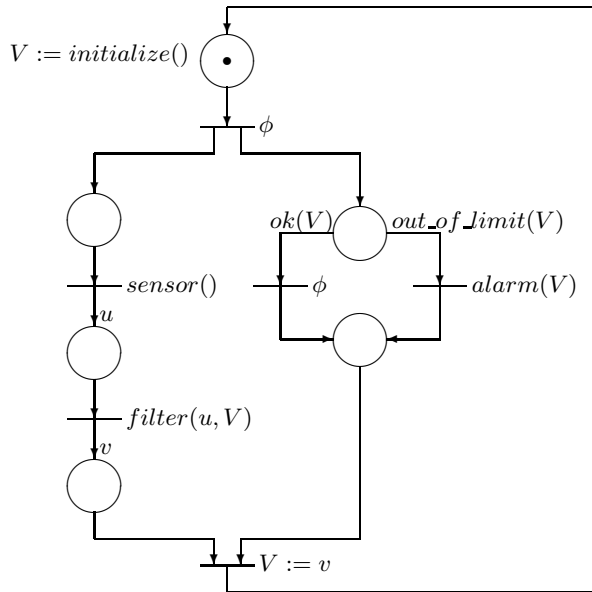 V := initialize()
ϕ
ok(V) out_of_limit(V)
sensor() ϕ alarm(V)
u
filter(u, V)
v
V := v